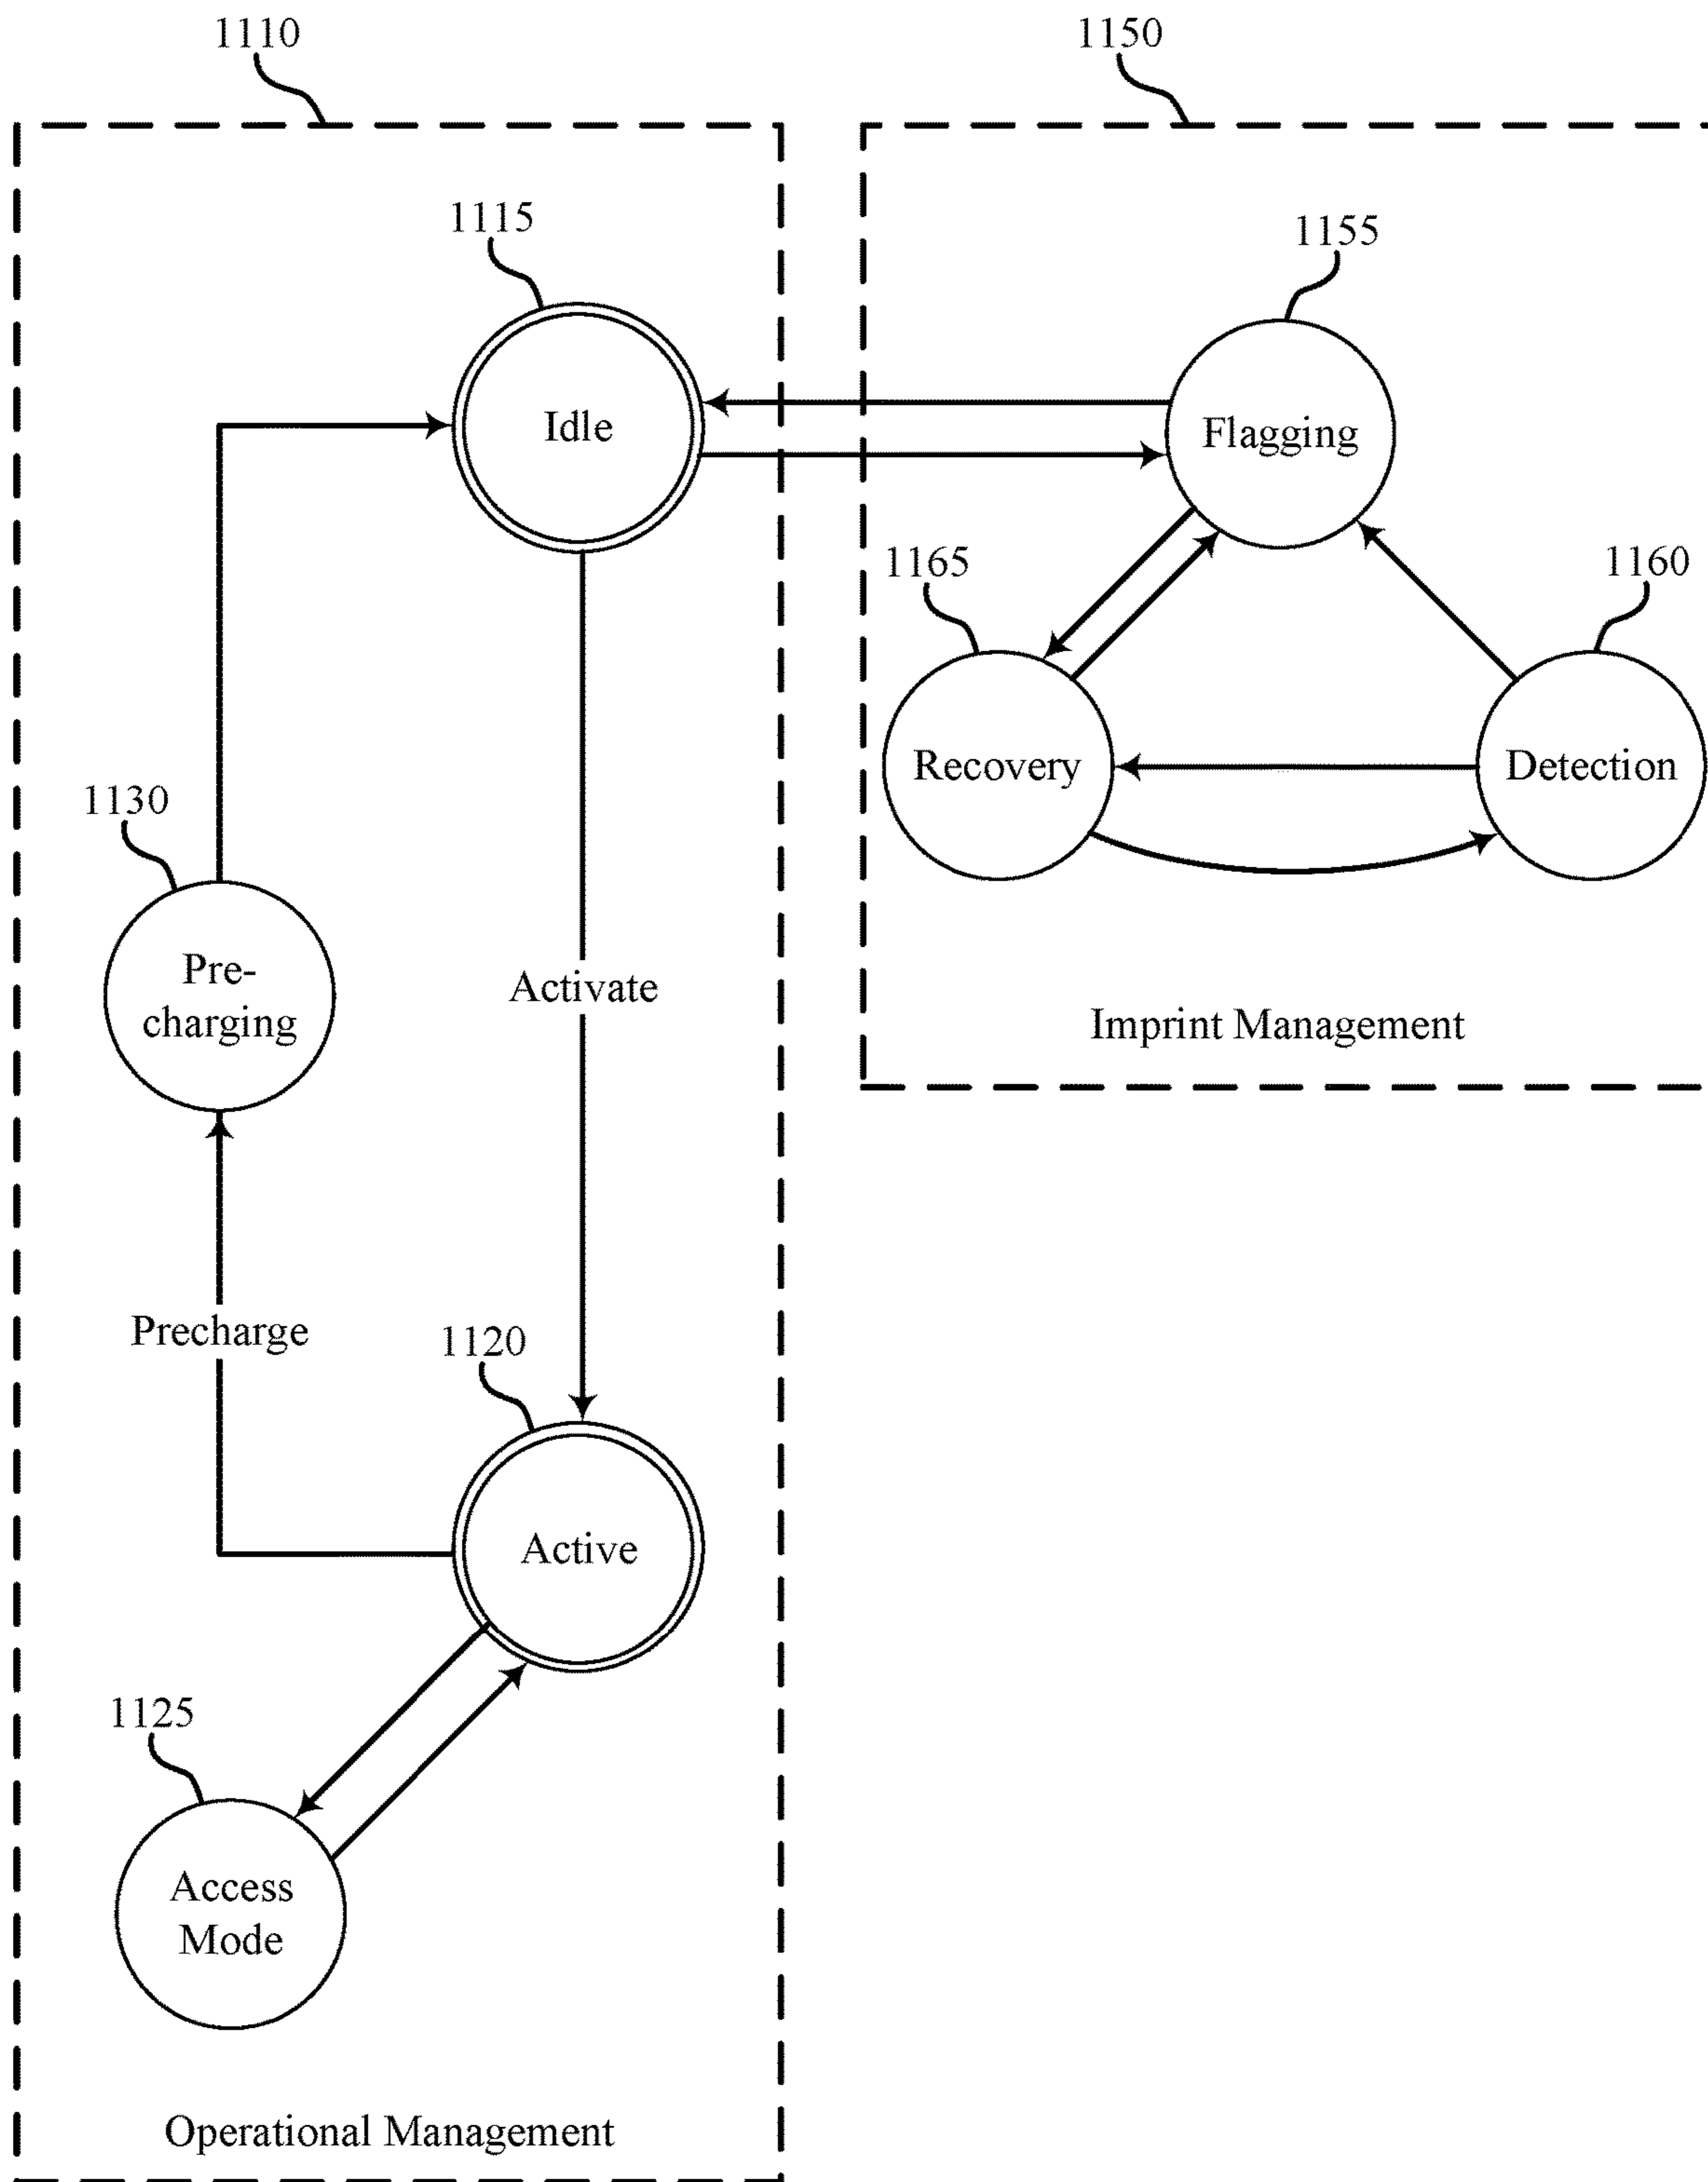 1110
1150
1115
1155
Idle
Flagging
1165
1160
Recovery
Detection
1130
Pre-
charging
Activate
Imprint Management
Precharge
1120
Active
1125
Access
Mode
Operational Management